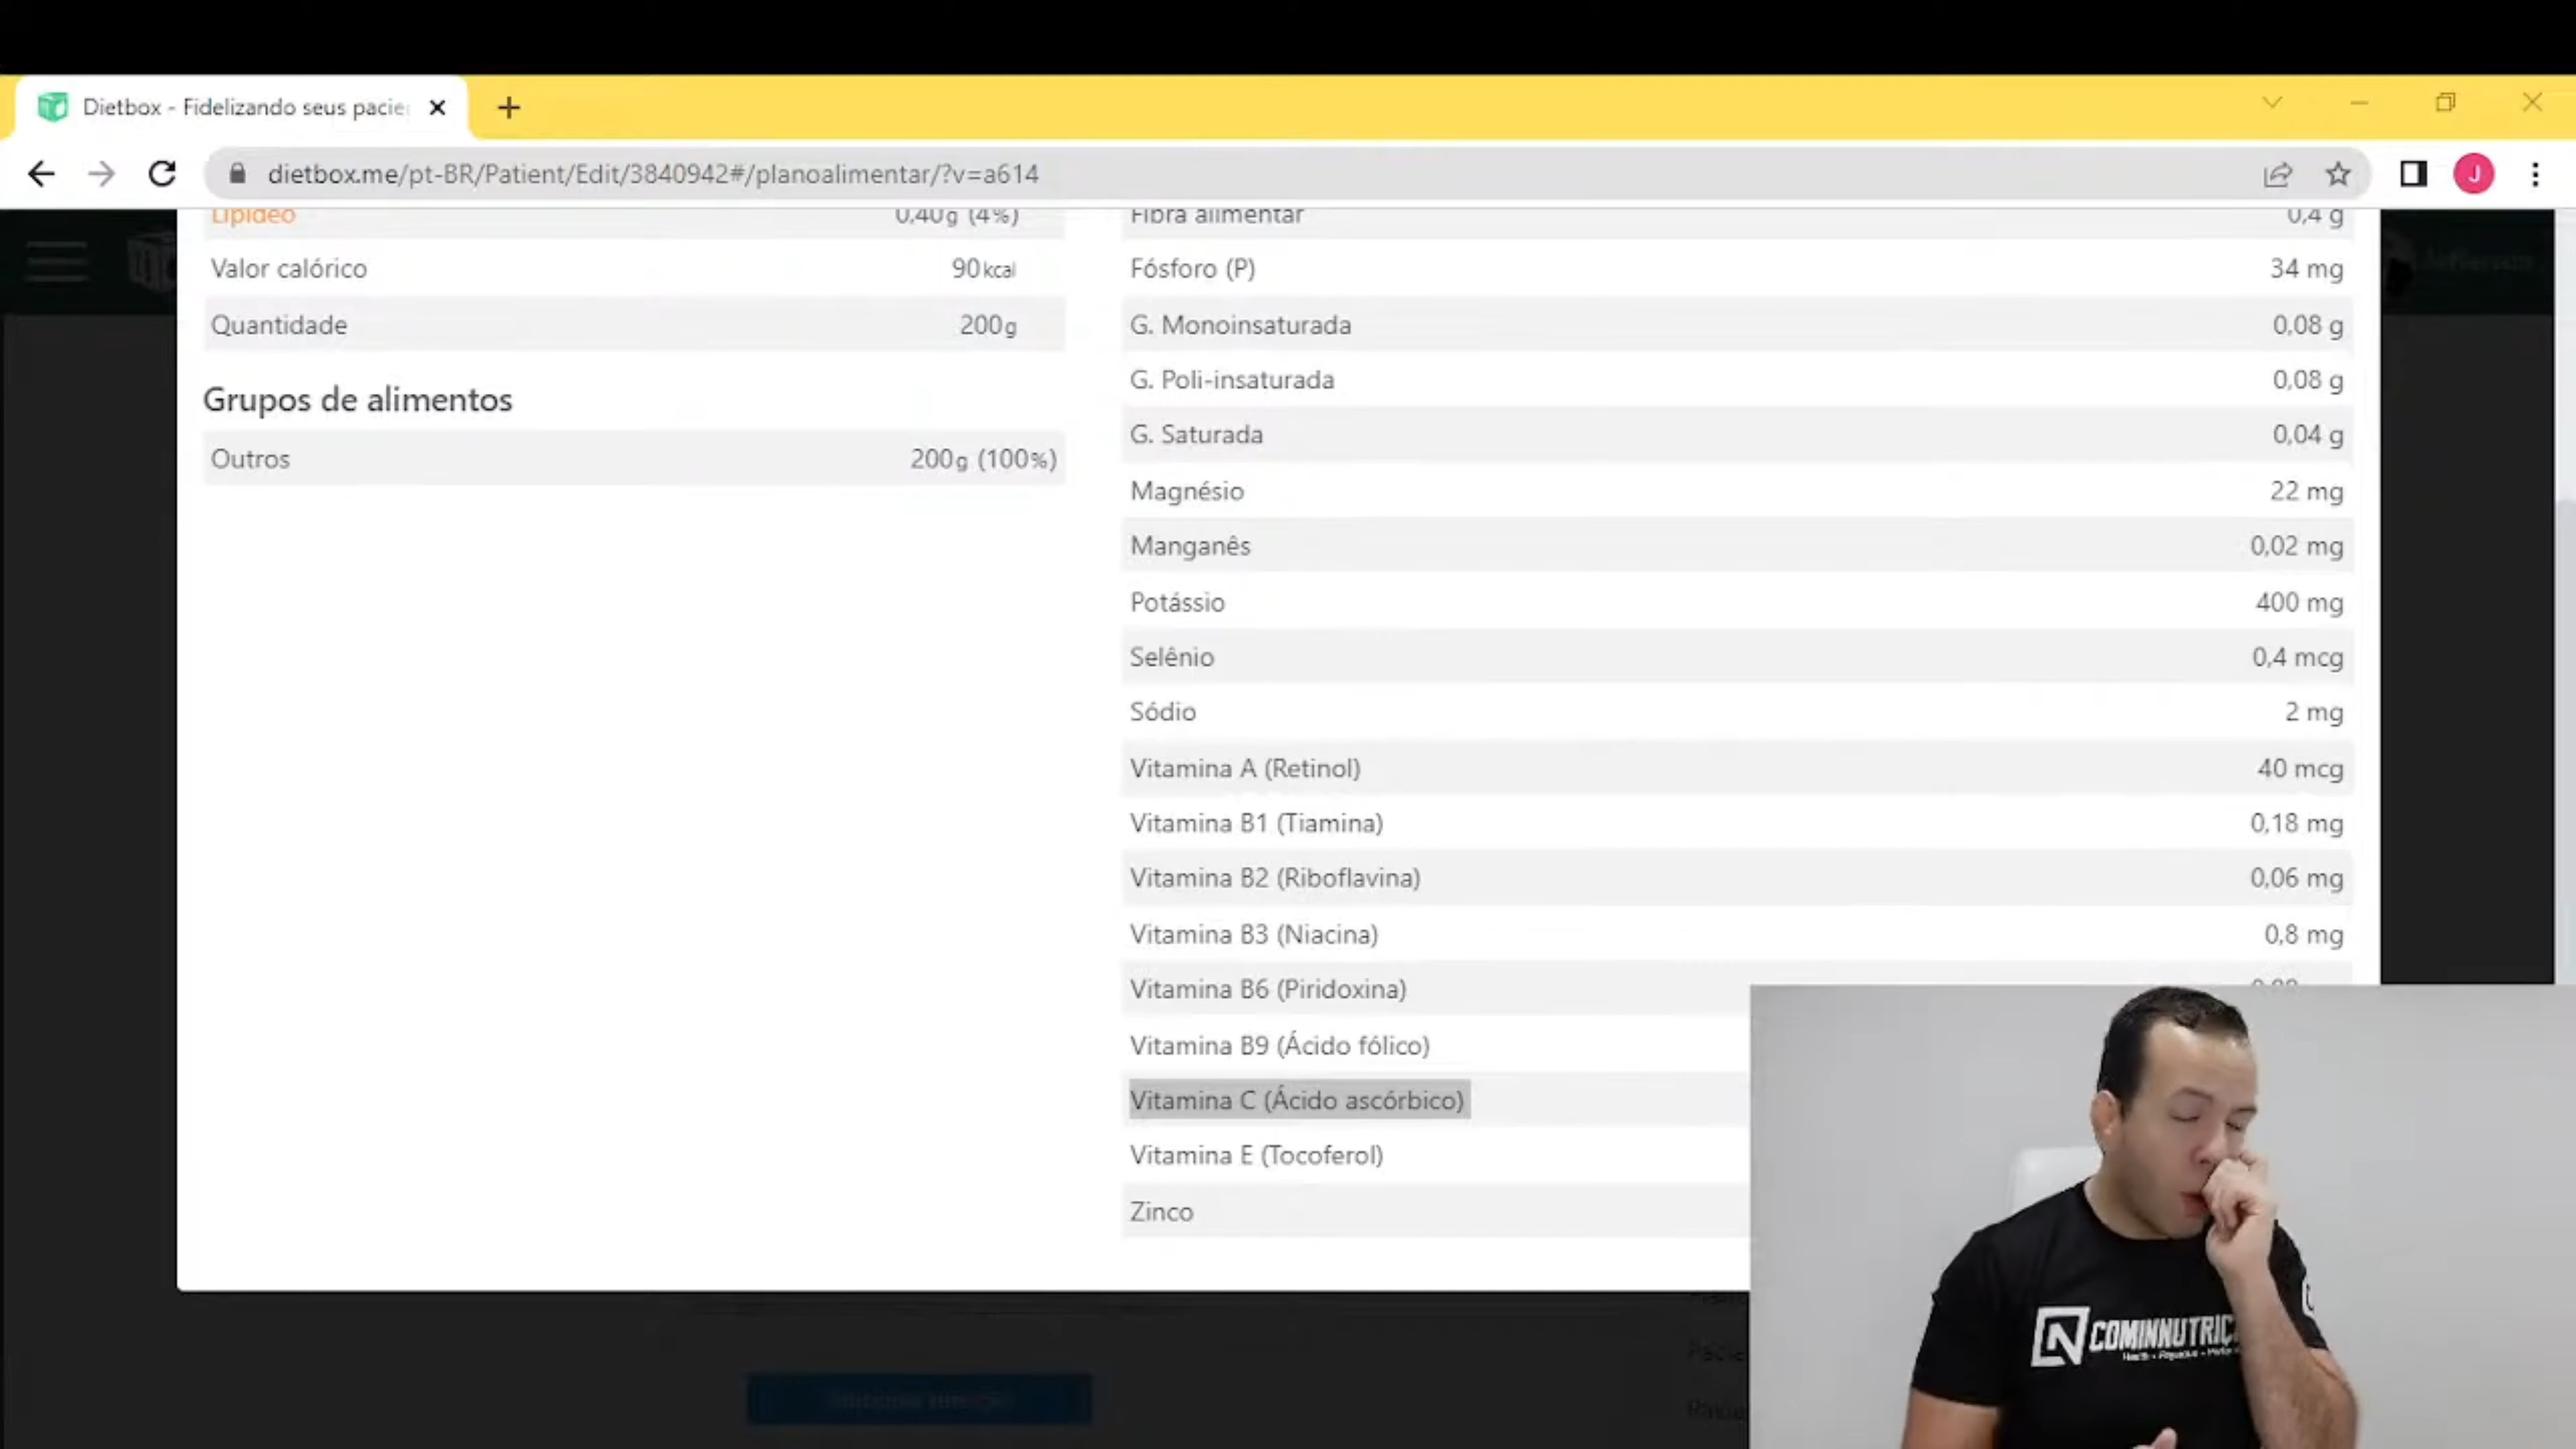 Dietbox - Fidelizando seus pacie
dietbox.me/pt-BR/Patient/Edit/3840942#/planoalimentar/?v=a614
J
Lipídeo 0,40g (4%)
Valor calórico 90kcal
Quantidade 200g
Grupos de alimentos
Outros 200g (100%)
Fibra alimentar 0,4 g
Fósforo (P) 34 mg
G. Monoinsaturada 0,08 g
G. Poli-insaturada 0,08 g
G. Saturada 0,04 g
Magnésio 22 mg
Manganês 0,02 mg
Potássio 400 mg
Selênio 0,4 mcg
Sódio 2 mg
Vitamina A (Retinol) 40 mcg
Vitamina B1 (Tiamina) 0,18 mg
Vitamina B2 (Riboflavina) 0,06 mg
Vitamina B3 (Niacina) 0,8 mg
Vitamina B6 (Piridoxina)
Vitamina B9 (Ácido fólico)
Vitamina C (Ácido ascórbico)
Vitamina E (Tocoferol)
Zinco
COMINNUTRIÇ